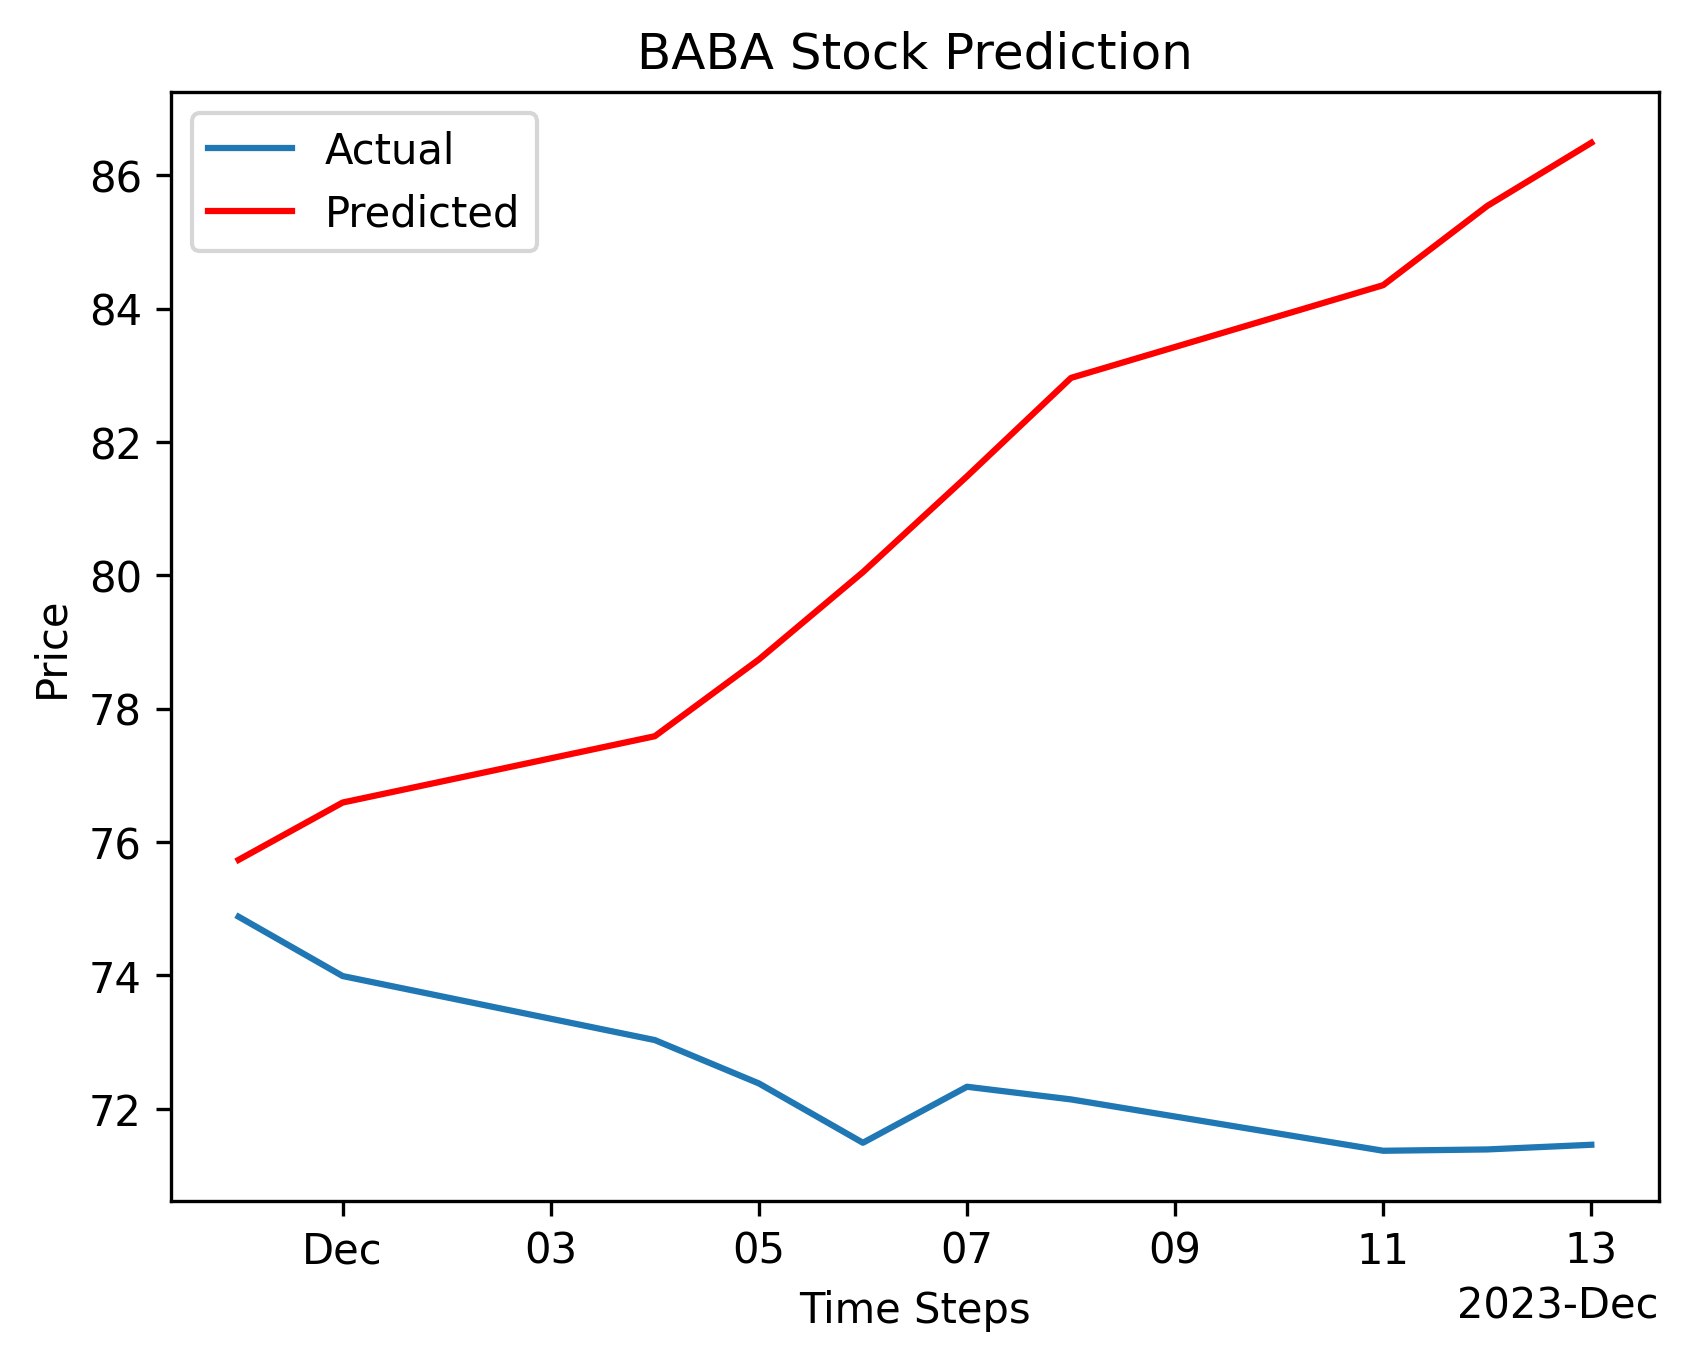 BABA Stock Prediction
Actual
Predicted
86
84
82
80
78
76
74
72
Price
Dec 03 05 07 09 11 13
Time Steps
2023-Dec